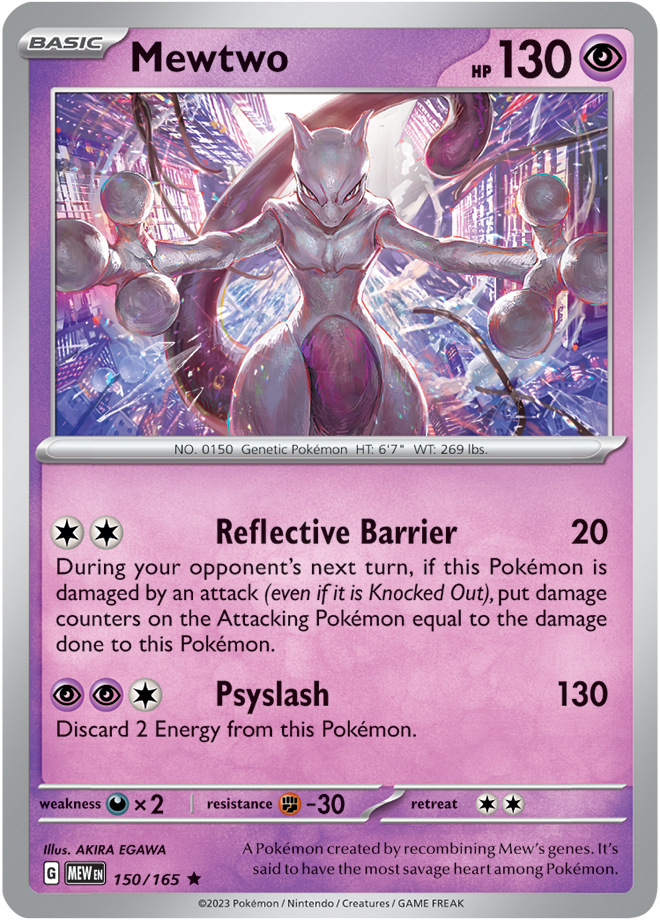 BASIC Mewtwo HP 130
NO. 0150 Genetic Pokémon HT: 6'7" WT: 269 lbs.
Reflective Barrier 20
During your opponent's next turn, if this Pokémon is
damaged by an attack (even if it is Knocked Out), put damage
counters on the Attacking Pokémon equal to the damage
done to this Pokémon.
Psyslash 130
Discard 2 Energy from this Pokémon.
weakness ×2 resistance -30 retreat
Illus. AKIRA EGAWA
G MEW EN 150/165
A Pokémon created by recombining Mew's genes. It's
said to have the most savage heart among Pokémon.
©2023 Pokémon / Nintendo / Creatures / GAME FREAK